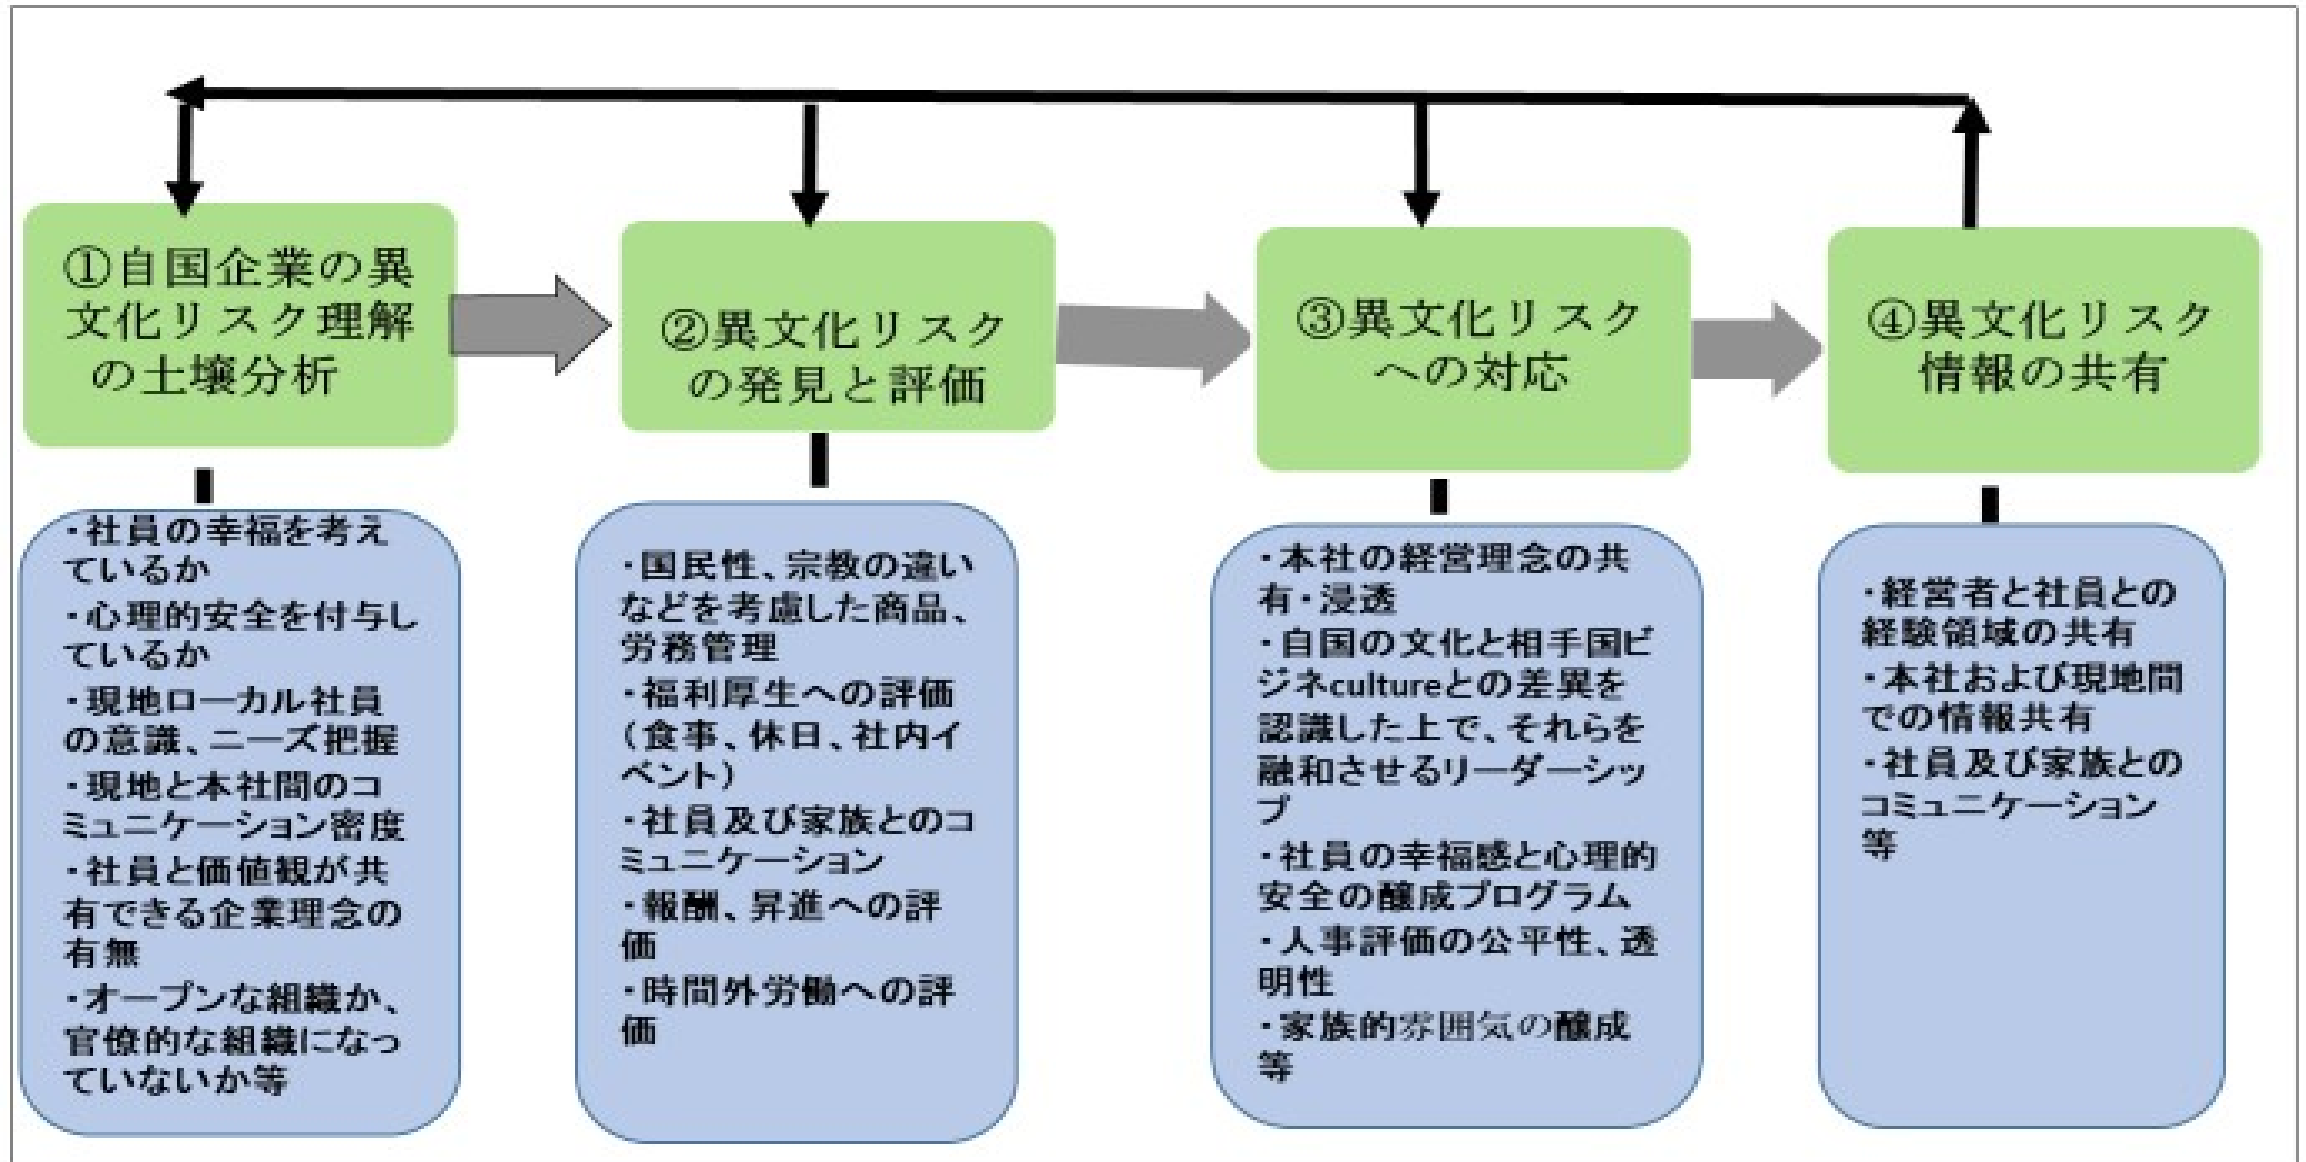 ①自国企業の異
文化リスク理解
の土壌分析
②異文化リスク
の発見と評価
③異文化リスク
への対応
④異文化リスク
情報の共有
・社員の幸福を考え
ているか
・心理的安全を付与し
ているか
・現地ローカル社員
の意識、ニーズ把握
・現地と本社間のコ
ミュニケーション密度
・社員と価値観が共
有できる企業理念の
有無
・オープンな組織か、
官僚的な組織になっ
ていないか等
・国民性、宗教の違い
などを考慮した商品、
労務管理
・福利厚生への評価
（食事、休日、社内イ
ベント）
・社員及び家族とのコ
ミュニケーション
・報酬、昇進への評
価
・時間外労働への評
価
・本社の経営理念の共
有・浸透
・自国の文化と相手国ビ
ジネcultureとの差異を
認識した上で、それらを
融和させるリーダーシッ
プ
・社員の幸福感と心理的
安全の醸成プログラム
・人事評価の公平性、透
明性
・家族的雰囲気の醸成
等
・経営者と社員との
経験領域の共有
・本社および現地間
での情報共有
・社員及び家族との
コミュニケーション
等